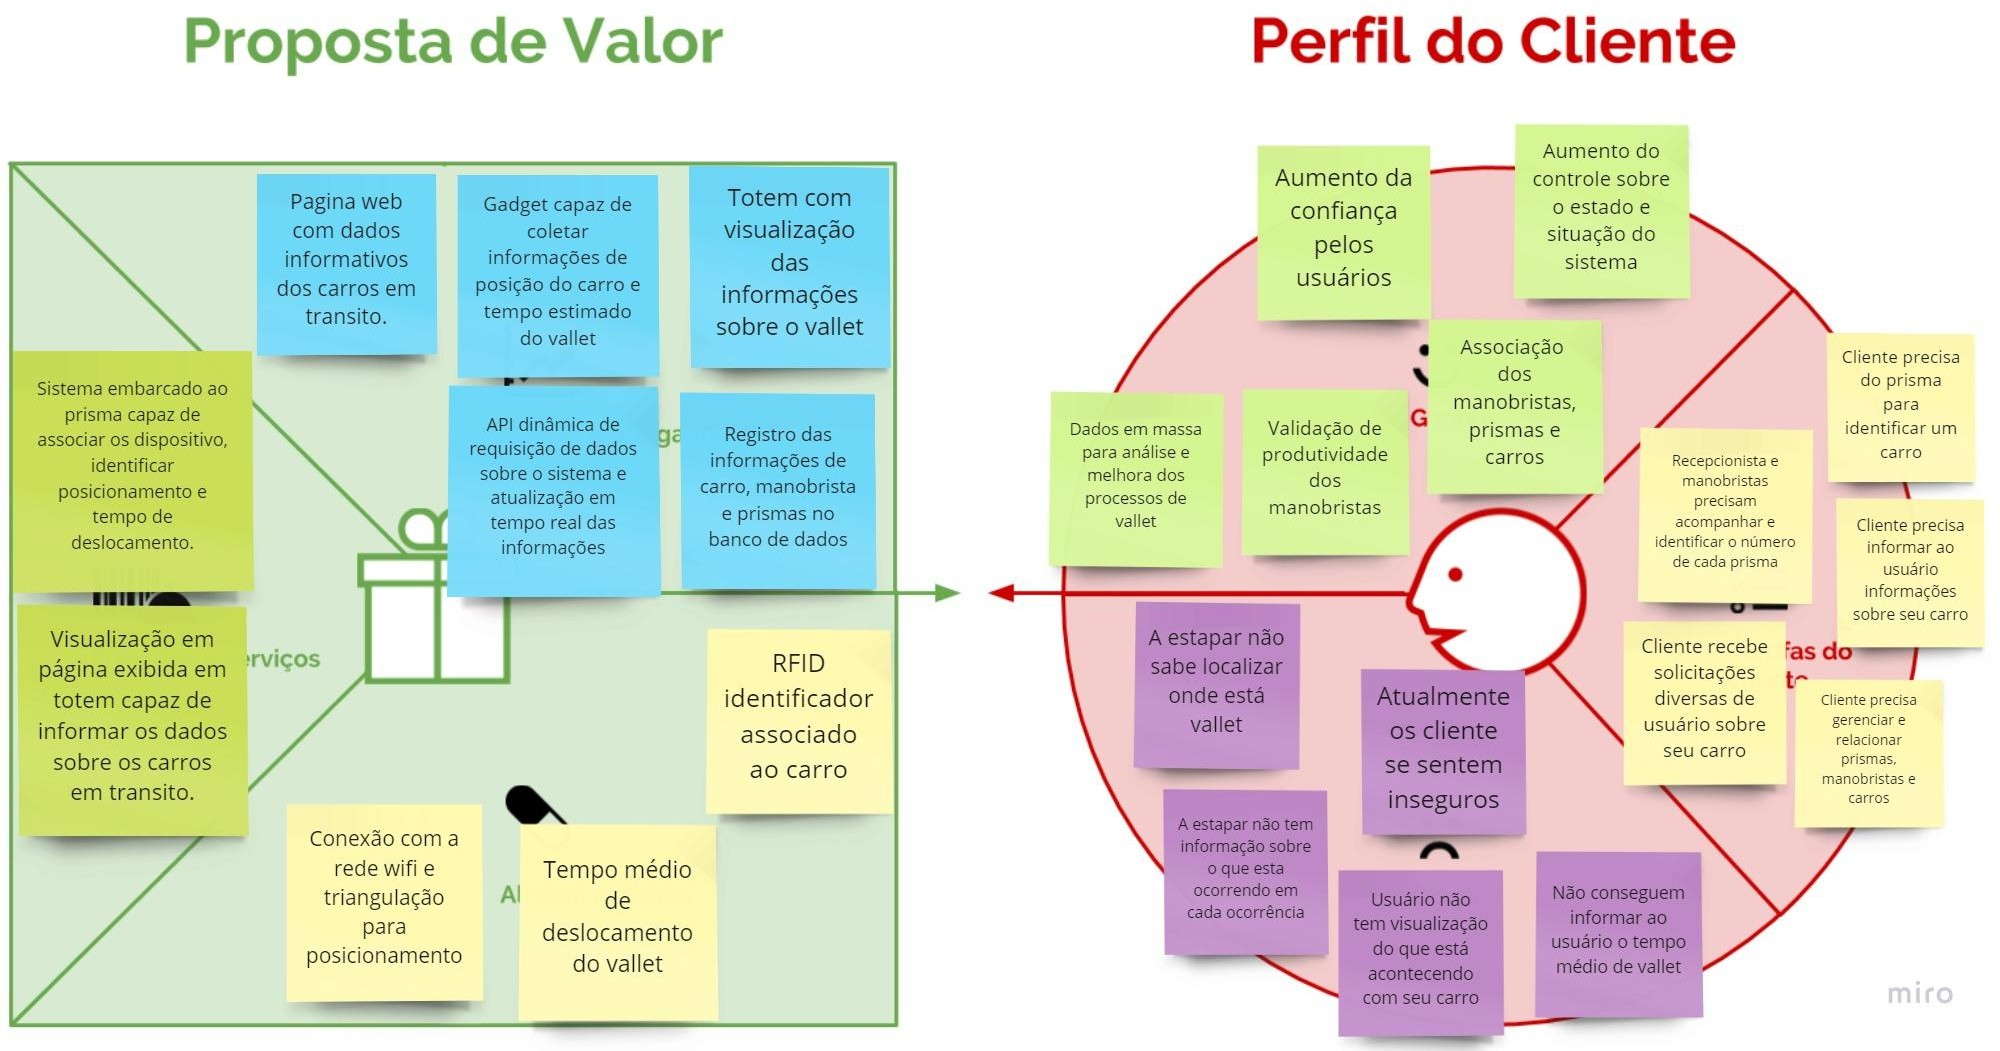 Proposta de Valor
Perfil do Cliente
Pagina web
com dados
informativos
dos carros em
transito.
Gadget capaz de
coletar
informações de
posição do carro e
tempo estimado
do vallet
Totem com
visualização
das
informações
sobre o vallet
Sistema embarcado ao
prisma capaz de
associar os dispositivo,
identificar
posicionamento e
tempo de
deslocamento.
API dinâmica de
requisição de dados
sobre o sistema e
atualização em
tempo real das
informações
Registro das
informações de
carro, manobrista
e prismas no
banco de dados
Visualização em
página exibida em
totem capaz de
informar os dados
sobre os carros
em transito.
erviços
RFID
identificador
associado
ao carro
Conexão com a
rede wifi e
triangulação
para
posicionamento
Tempo médio
de
deslocamento
do vallet
Aumento da
confiança
pelos
usuários
Aumento do
controle sobre
o estado e
situação do
sistema
Associação
dos
manobristas,
prismas e
carros
Dados em massa
para análise e
melhora dos
processos de
vallet
Validação de
produtividade
dos
manobristas
Cliente precisa
do prisma
para
identificar um
carro
Recepcionista e
manobristas
precisam
acompanhar e
identificar o número
de cada prisma
Cliente precisa
informar ao
usuário
informações
sobre seu carro
Cliente recebe
solicitações
diversas de
usuário sobre
seu carro
fas do
to
Cliente precisa
gerenciar e
relacionar
prismas,
manobristas e
carros
A estapar não
sabe localizar
onde está
vallet
Atualmente
os cliente
se sentem
inseguros
A estapar não tem
informação sobre
o que esta
ocorrendo em
cada ocorrência
Usuário não
tem visualização
do que está
acontecendo
com seu carro
Não conseguem
informar ao
usuário o tempo
médio de vallet
miro